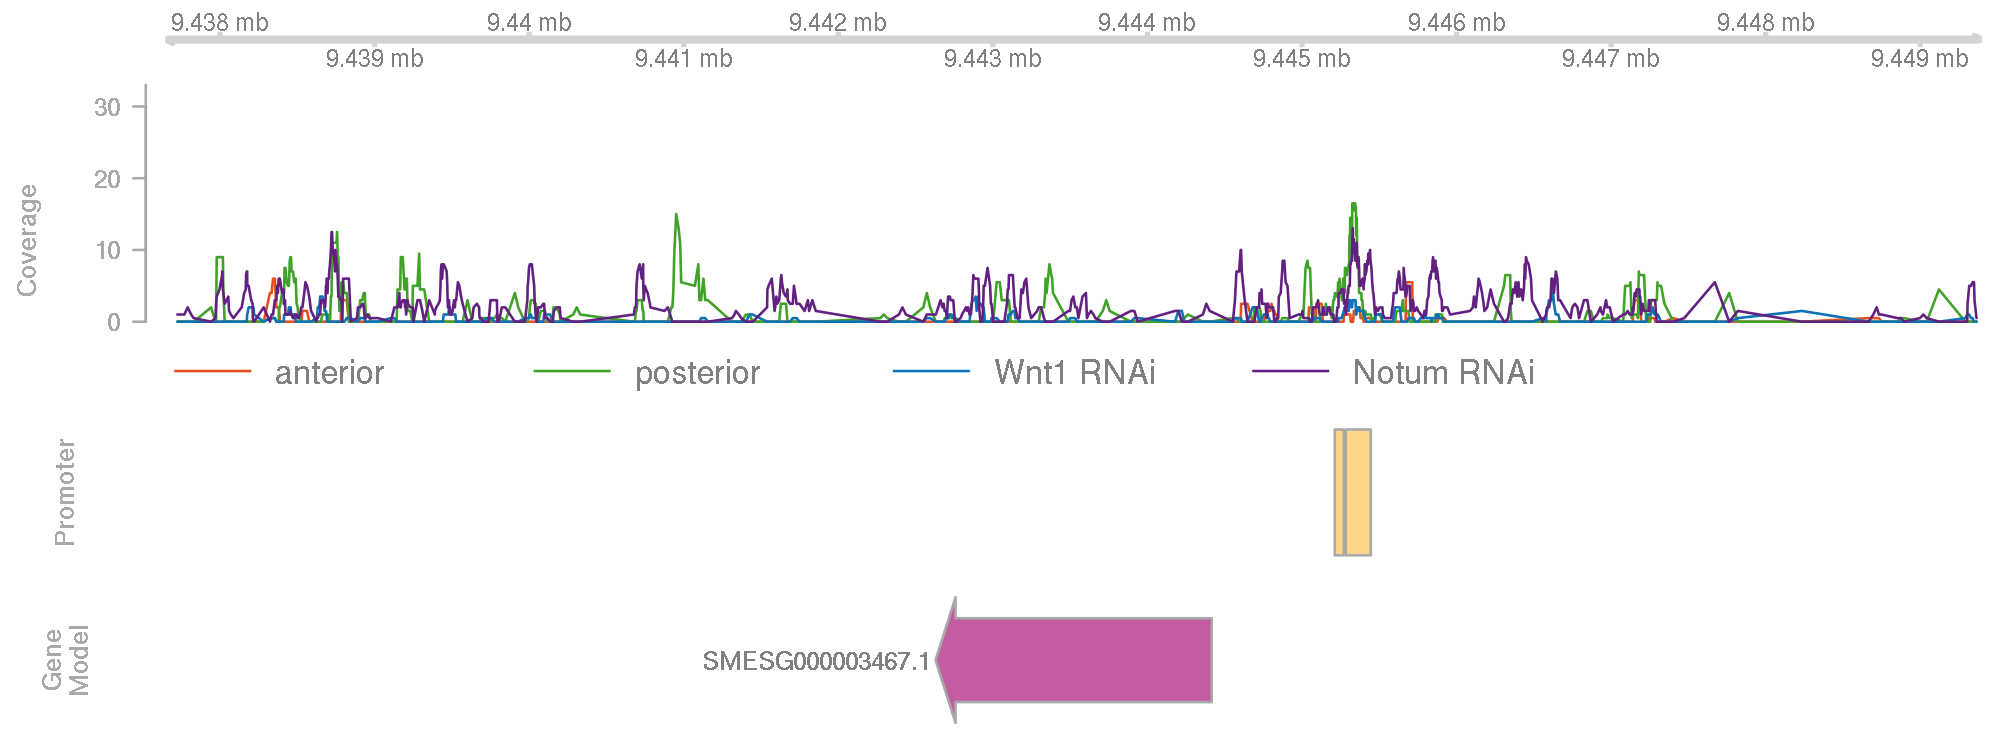 9.438 mb 9.44 mb 9.442 mb 9.444 mb 9.446 mb 9.448 mb
9.439 mb 9.441 mb 9.443 mb 9.445 mb 9.447 mb 9.449 mb
Coverage
30
20
10
0
anterior posterior Wnt1 RNAi Notum RNAi
Promoter
Gene
Model
SMESG000003467.1